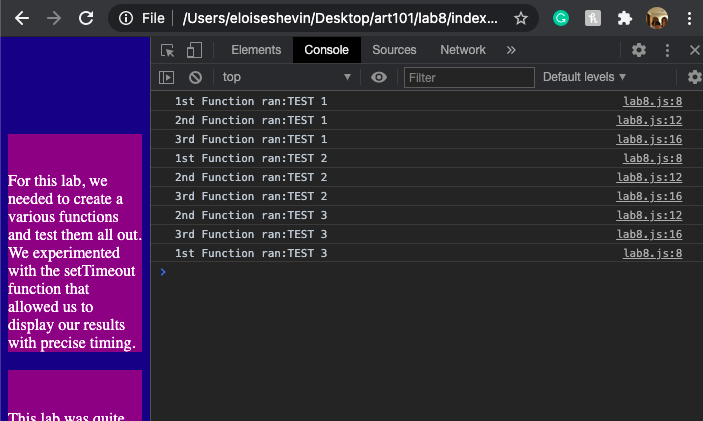 File /Users/eloiseshevin/Desktop/art101/lab8/index...
Elements Console Sources Network »
top Filter Default levels
1st Function ran:TEST 1 lab8.js:8
2nd Function ran:TEST 1 lab8.js:12
3rd Function ran:TEST 1 lab8.js:16
1st Function ran:TEST 2 lab8.js:8
2nd Function ran:TEST 2 lab8.js:12
3rd Function ran:TEST 2 lab8.js:16
2nd Function ran:TEST 3 lab8.js:12
3rd Function ran:TEST 3 lab8.js:16
1st Function ran:TEST 3 lab8.js:8
For this lab, we
needed to create a
various functions
and test them all out.
We experimented
with the setTimeout
function that
allowed us to
display our results
with precise timing.
This lab was quite